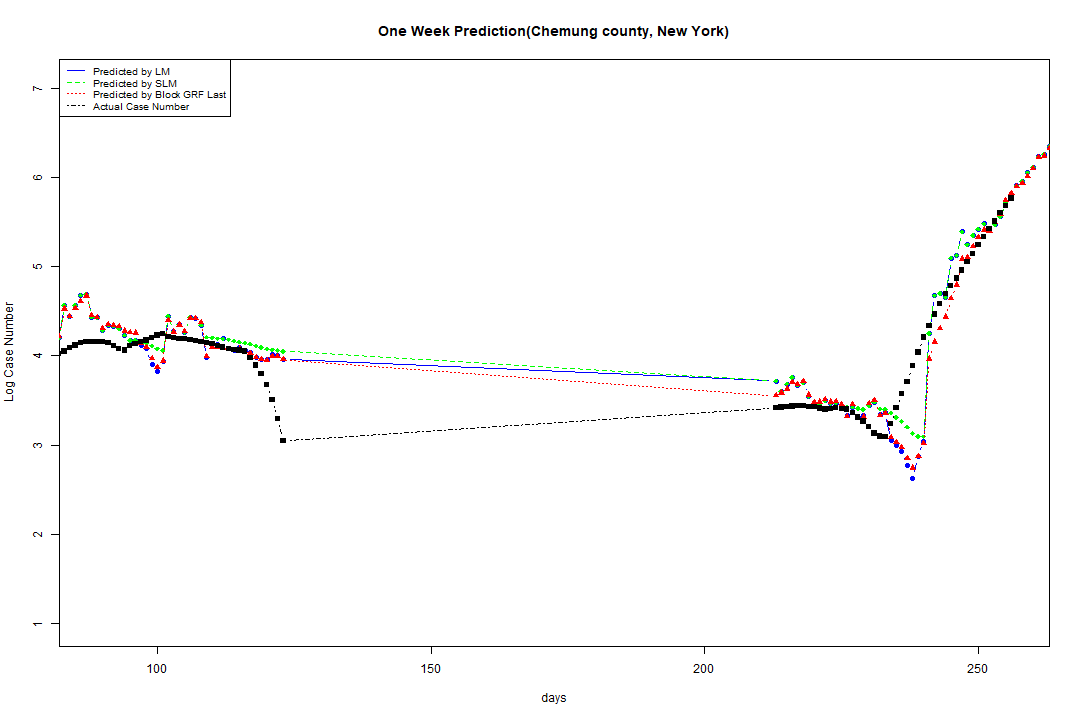 One Week Prediction(Chemung county, New York)
Predicted by LM
Predicted by SLM
Predicted by Block GRF Last
Actual Case Number
Log Case Number
7
6
5
4
3
2
1
100 150 200 250
days